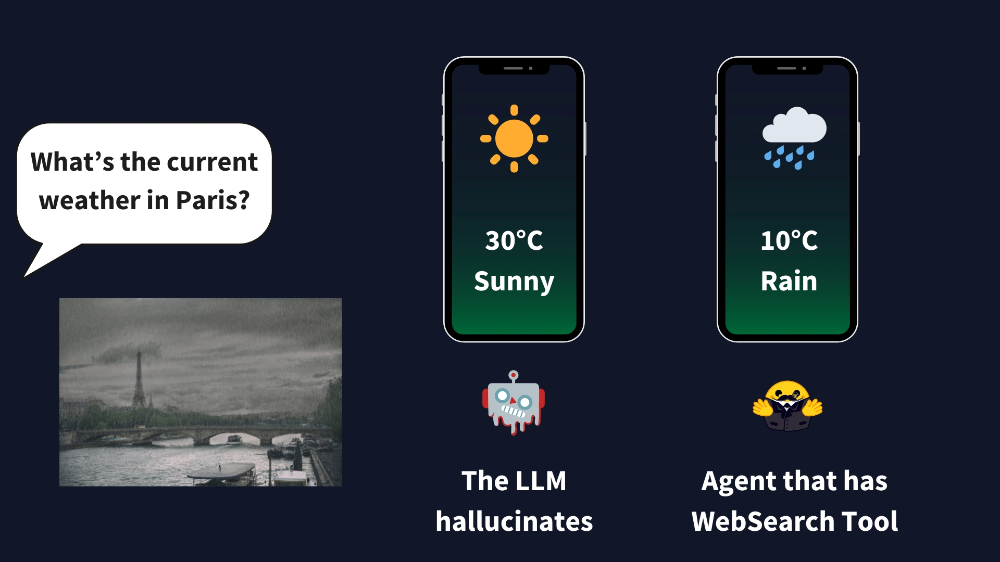 What’s the current
weather in Paris?
30°C
Sunny
10°C
Rain
The LLM
hallucinates
Agent that has
WebSearch Tool